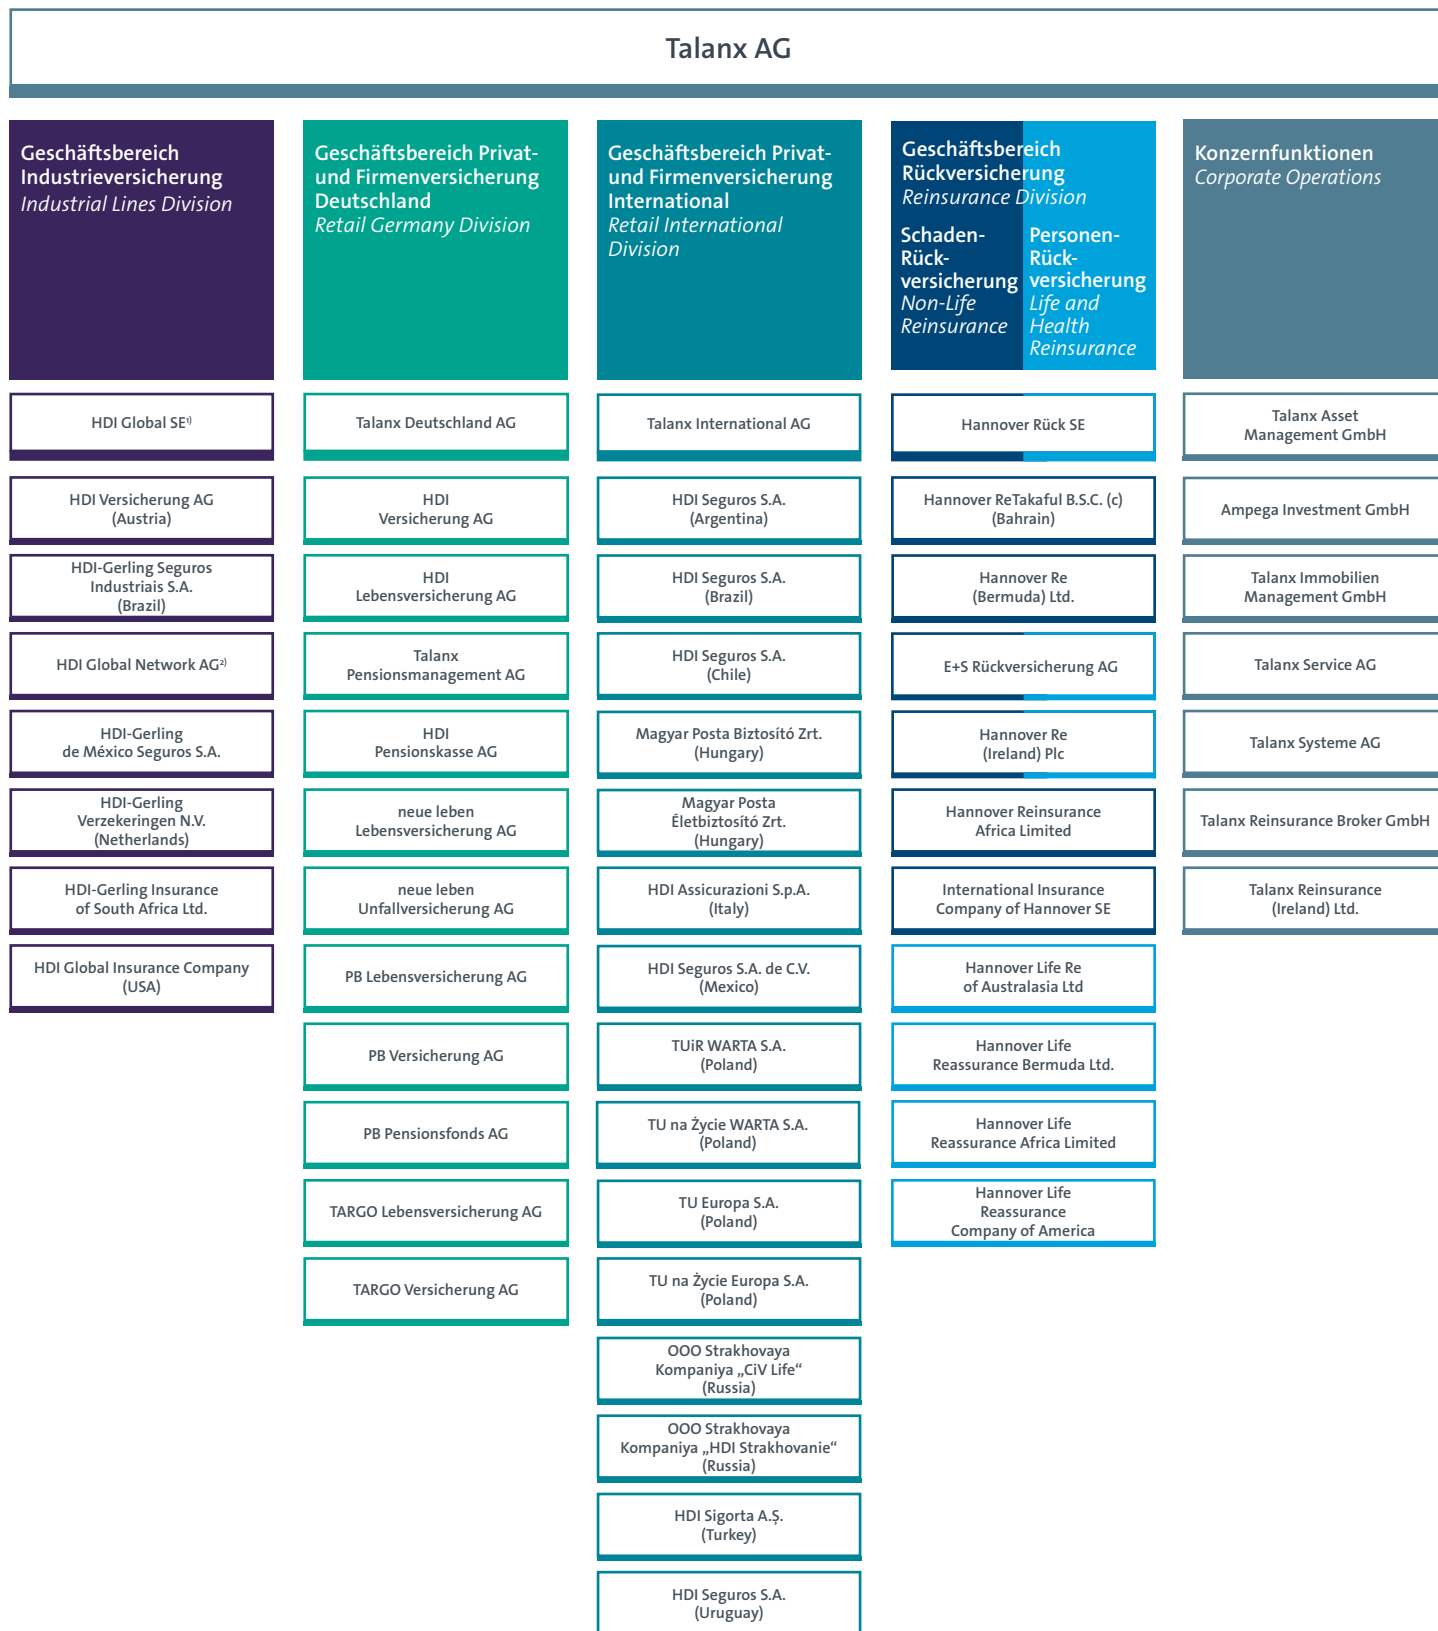 Talanx AG
Geschäftsbereich
Industrieversicherung
Industrial Lines Division
Geschäftsbereich Privat-
und Firmenversicherung
Deutschland
Retail Germany Division
Geschäftsbereich Privat-
und Firmenversicherung
International
Retail International
Division
Geschäftsbereich
Rückversicherung
Reinsurance Division
Schaden-
Rück-
versicherung
Non-Life
Reinsurance
Personen-
Rück-
versicherung
Life and
Health
Reinsurance
Konzernfunktionen
Corporate Operations
HDI Global SE¹⁾
HDI Versicherung AG
(Austria)
HDI-Gerling Seguros
Industriais S.A.
(Brazil)
HDI Global Network AG²⁾
HDI-Gerling
de México Seguros S.A.
HDI-Gerling
Verzekeringen N.V.
(Netherlands)
HDI-Gerling Insurance
of South Africa Ltd.
HDI Global Insurance Company
(USA)
Talanx Deutschland AG
HDI
Versicherung AG
HDI
Lebensversicherung AG
Talanx
Pensionsmanagement AG
HDI
Pensionskasse AG
neue leben
Lebensversicherung AG
neue leben
Unfallversicherung AG
PB Lebensversicherung AG
PB Versicherung AG
PB Pensionsfonds AG
TARGO Lebensversicherung AG
TARGO Versicherung AG
Talanx International AG
HDI Seguros S.A.
(Argentina)
HDI Seguros S.A.
(Brazil)
HDI Seguros S.A.
(Chile)
Magyar Posta Biztosító Zrt.
(Hungary)
Magyar Posta
Életbiztosító Zrt.
(Hungary)
HDI Assicurazioni S.p.A.
(Italy)
HDI Seguros S.A. de C.V.
(Mexico)
TUiR WARTA S.A.
(Poland)
TU na Życie WARTA S.A.
(Poland)
TU Europa S.A.
(Poland)
TU na Życie Europa S.A.
(Poland)
OOO Strakhovaya
Kompaniya „CiV Life“
(Russia)
OOO Strakhovaya
Kompaniya „HDI Strakhovanie“
(Russia)
HDI Sigorta A.Ş.
(Turkey)
HDI Seguros S.A.
(Uruguay)
Hannover Rück SE
Hannover ReTakaful B.S.C. (c)
(Bahrain)
Hannover Re
(Bermuda) Ltd.
E+S Rückversicherung AG
Hannover Re
(Ireland) Plc
Hannover Reinsurance
Africa Limited
International Insurance
Company of Hannover SE
Hannover Life Re
of Australasia Ltd
Hannover Life
Reassurance Bermuda Ltd.
Hannover Life
Reassurance Africa Limited
Hannover Life
Reassurance
Company of America
Talanx Asset
Management GmbH
Ampega Investment GmbH
Talanx Immobilien
Management GmbH
Talanx Service AG
Talanx Systeme AG
Talanx Reinsurance Broker GmbH
Talanx Reinsurance
(Ireland) Ltd.